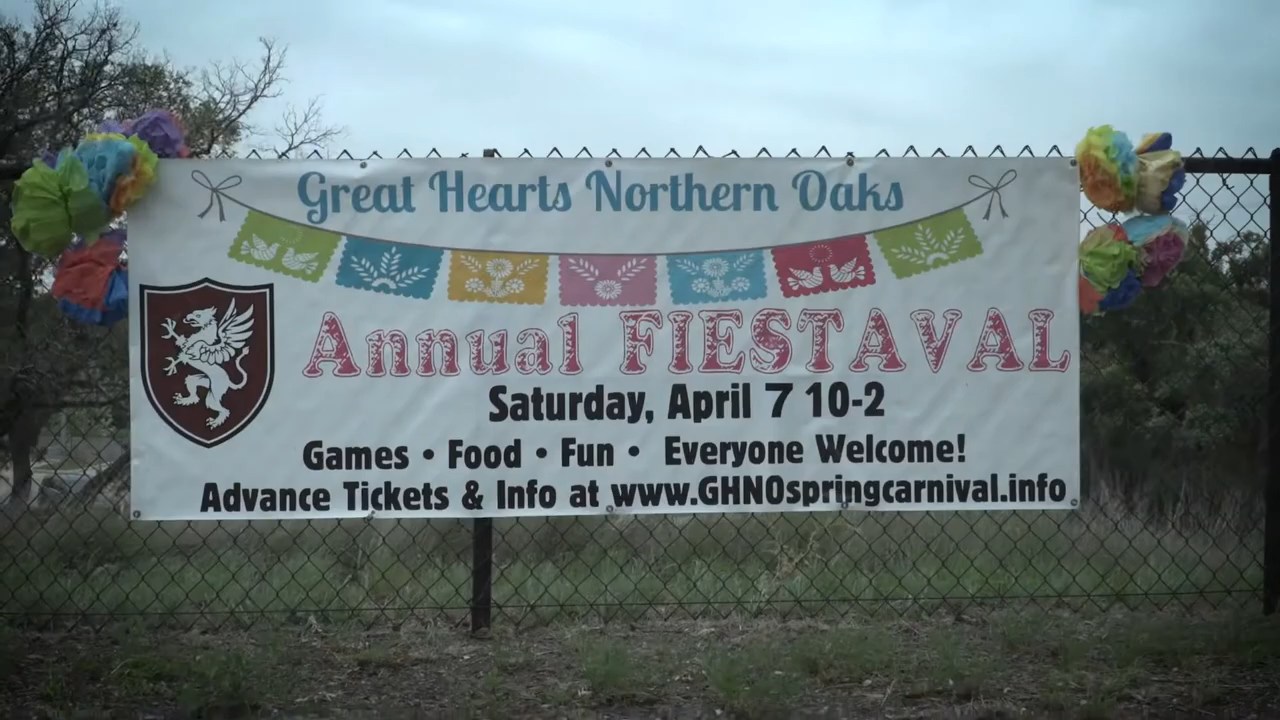 Great Hearts Northern Oaks
Annual FIESTAVAL
Saturday, April 7 10-2
Games • Food • Fun • Everyone Welcome!
Advance Tickets & Info at www.GHNOspringcarnival.info